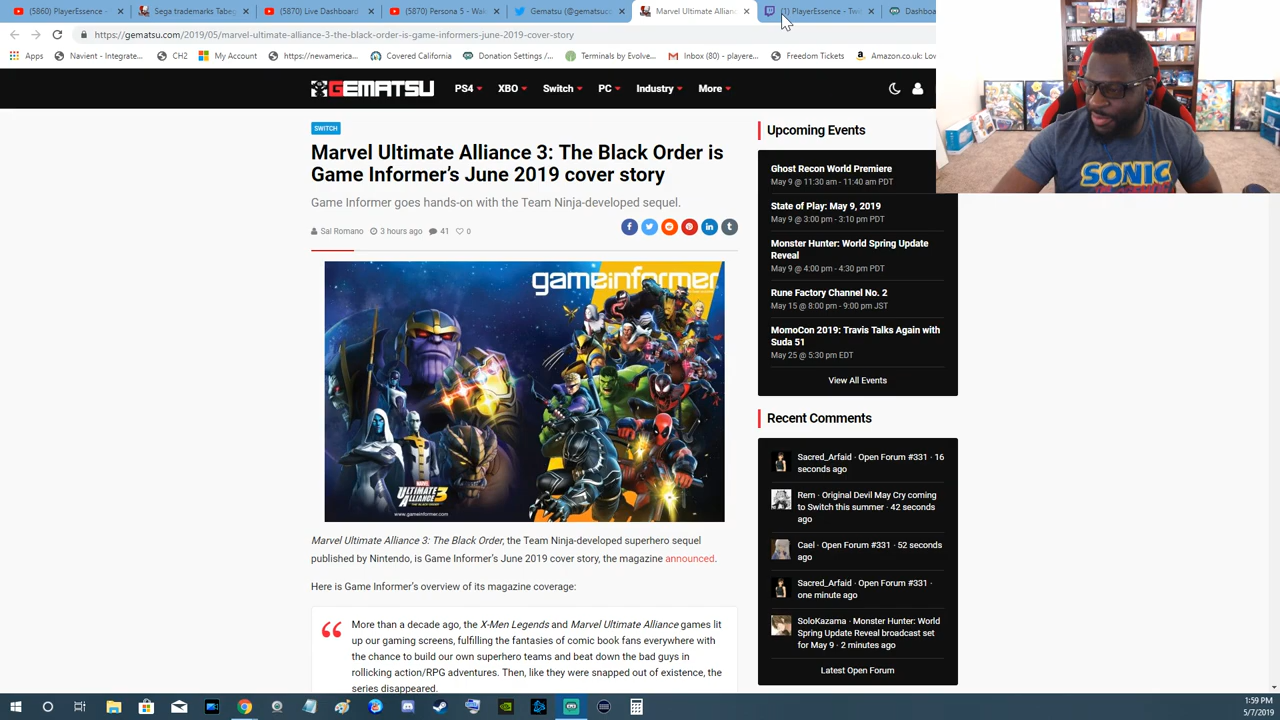 (5860) PlayerEssence -
Sega trademarks Tabeg
(5870) Live Dashboard
(5870) Persona 5 - Wak
Gematsu (@gematsuco
Marvel Ultimate Allianc
(1) PlayerEssence - Twi
Dashboa
https://gematsu.com/2019/05/marvel-ultimate-alliance-3-the-black-order-is-game-informers-june-2019-cover-story
Apps
Navient - Integrate...
CH2
My Account
https://newamerica...
Covered California
Donation Settings /...
Terminals by Evolve...
Inbox (80) - playere...
Freedom Tickets
Amazon.co.uk: Low
GEMATSU
PS4
XBO
Switch
PC
Industry
More
SWITCH
Marvel Ultimate Alliance 3: The Black Order is
Game Informer's June 2019 cover story
Game Informer goes hands-on with the Team Ninja-developed sequel.
Sal Romano
3 hours ago
41
0
gameinformer
MARVEL
ULTIMATE
ALLIANCE 3
www.gameinformer.com
Marvel Ultimate Alliance 3: The Black Order, the Team Ninja-developed superhero sequel
published by Nintendo, is Game Informer's June 2019 cover story, the magazine announced.
Here is Game Informer's overview of its magazine coverage:
More than a decade ago, the X-Men Legends and Marvel Ultimate Alliance games lit
up our gaming screens, fulfilling the fantasies of comic book fans everywhere with
the chance to build our own superhero teams and beat down the bad guys in
rollicking action/RPG adventures. Then, like they were snapped out of existence, the
series disappeared.
Upcoming Events
Ghost Recon World Premiere
May 9 @ 11:30 am - 11:40 am PDT
State of Play: May 9, 2019
May 9 @ 3:00 pm - 3:10 pm PDT
Monster Hunter: World Spring Update
Reveal
May 9 @ 4:00 pm - 4:30 pm PDT
Rune Factory Channel No. 2
May 15 @ 8:00 pm - 9:00 pm JST
MomoCon 2019: Travis Talks Again with
Suda 51
May 25 @ 5:30 pm EDT
View All Events
Recent Comments
Sacred_Arfaid · Open Forum #331 · 16
seconds ago
Rem · Original Devil May Cry coming
to Switch this summer · 42 seconds
ago
Cael · Open Forum #331 · 52 seconds
ago
Sacred_Arfaid · Open Forum #331 ·
one minute ago
SoloKazama · Monster Hunter: World
Spring Update Reveal broadcast set
for May 9 · 2 minutes ago
Latest Open Forum
SONIC
1:59 PM
5/7/2019